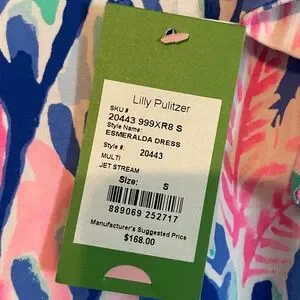 Lilly Pulitzer
SKU #
20443 999XR8 S
Style Name:
ESMERALDA DRESS
Style #: 20443
MULTI
JET STREAM
Size: S
889069 252717
Manufacturer's Suggested Price
$168.00